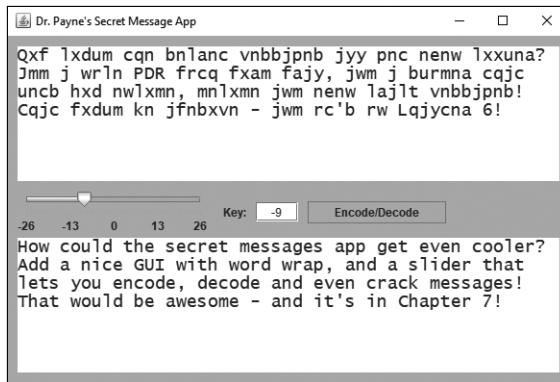 Dr. Payne's Secret Message App
Qxf lxdum cqn bnlanc vnbbjpnb jyy pnc nenw lxxuna?
Jmm j wrln PDR frcq fxam fajy, jwm j burmna cqjc
uncb hxd nwlxmn, mnlxmn jwm nenw lajlt vnbbjpnb!
Cqjc fxdum kn jfnbxvn - jwm rc'b rw Lqjycna 6!
-26 -13 0 13 26
Key: -9 Encode/Decode
How could the secret messages app get even cooler?
Add a nice GUI with word wrap, and a slider that
lets you encode, decode and even crack messages!
That would be awesome - and it's in Chapter 7!